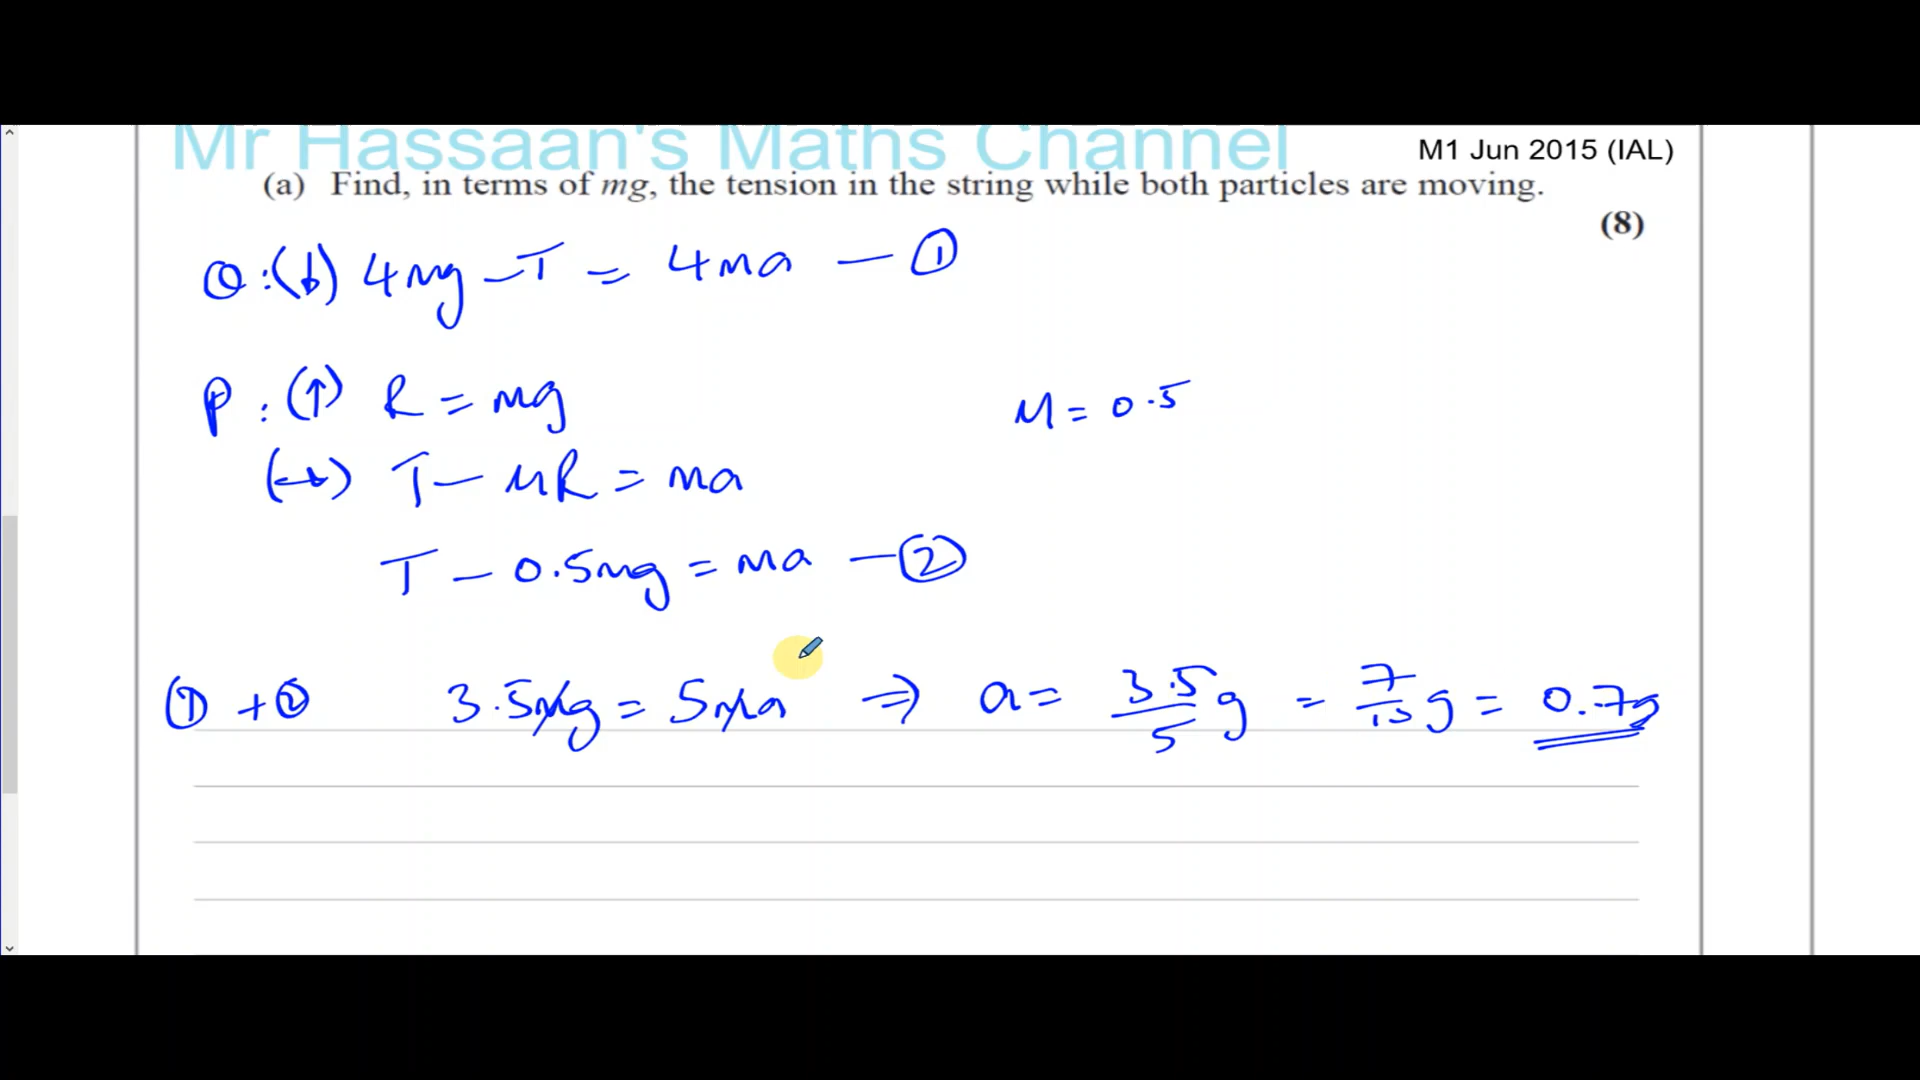 Mr Hassaan's Maths Channel
M1 Jun 2015 (IAL)
(a) Find, in terms of mg, the tension in the string while both particles are moving.
(8)
Q : (↓) 4mg − T = 4ma — ①
P : (↑) R = mg
μ = 0.5
(→) T − μR = ma
T − 0.5mg = ma — ②
① + ② 3.5mg = 5ma ⇒ a = 3.5/5 g = 7/10 g = 0.7g